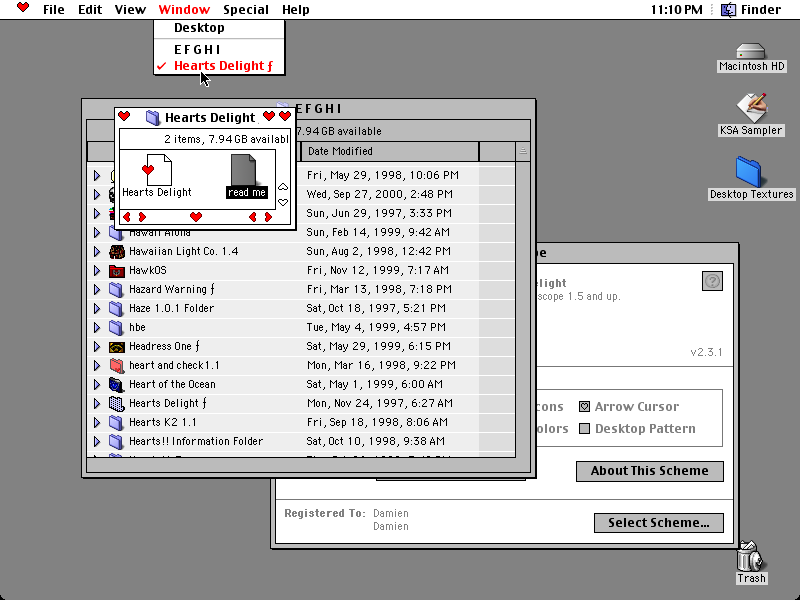 File Edit View Window Special Help 11:10 PM Finder
Desktop
E F G H I
✓ Hearts Delight ƒ
Macintosh HD
KSA Sampler
Desktop Textures
Trash
E F G H I
7.94 GB available
Date Modified
Hearts Delight
2 items, 7.94 GB availabl
Hearts Delight
read me
Fri, May 29, 1998, 10:06 PM
Wed, Sep 27, 2000, 2:48 PM
Sun, Jun 29, 1997, 3:33 PM
Hawaii Aloha Sun, Feb 14, 1999, 9:42 AM
Hawaiian Light Co. 1.4 Sun, Aug 2, 1998, 12:42 PM
HawkOS Fri, Nov 12, 1999, 7:17 AM
Hazard Warning ƒ Fri, Mar 13, 1998, 7:18 PM
Haze 1.0.1 Folder Sat, Oct 18, 1997, 5:21 PM
hbe Tue, May 4, 1999, 4:57 PM
Headress One ƒ Sat, May 29, 1999, 6:15 PM
heart and check1.1 Mon, Mar 16, 1998, 9:22 PM
Heart of the Ocean Sat, May 1, 1999, 6:00 AM
Hearts Delight ƒ Mon, Nov 24, 1997, 6:27 AM
Hearts K2 1.1 Fri, Sep 18, 1998, 8:06 AM
Hearts!! Information Folder Sat, Oct 10, 1998, 9:38 AM
pe
elight
scope 1.5 and up.
v2.3.1
cons Arrow Cursor
olors Desktop Pattern
About This Scheme
Registered To: Damien
Damien
Select Scheme...